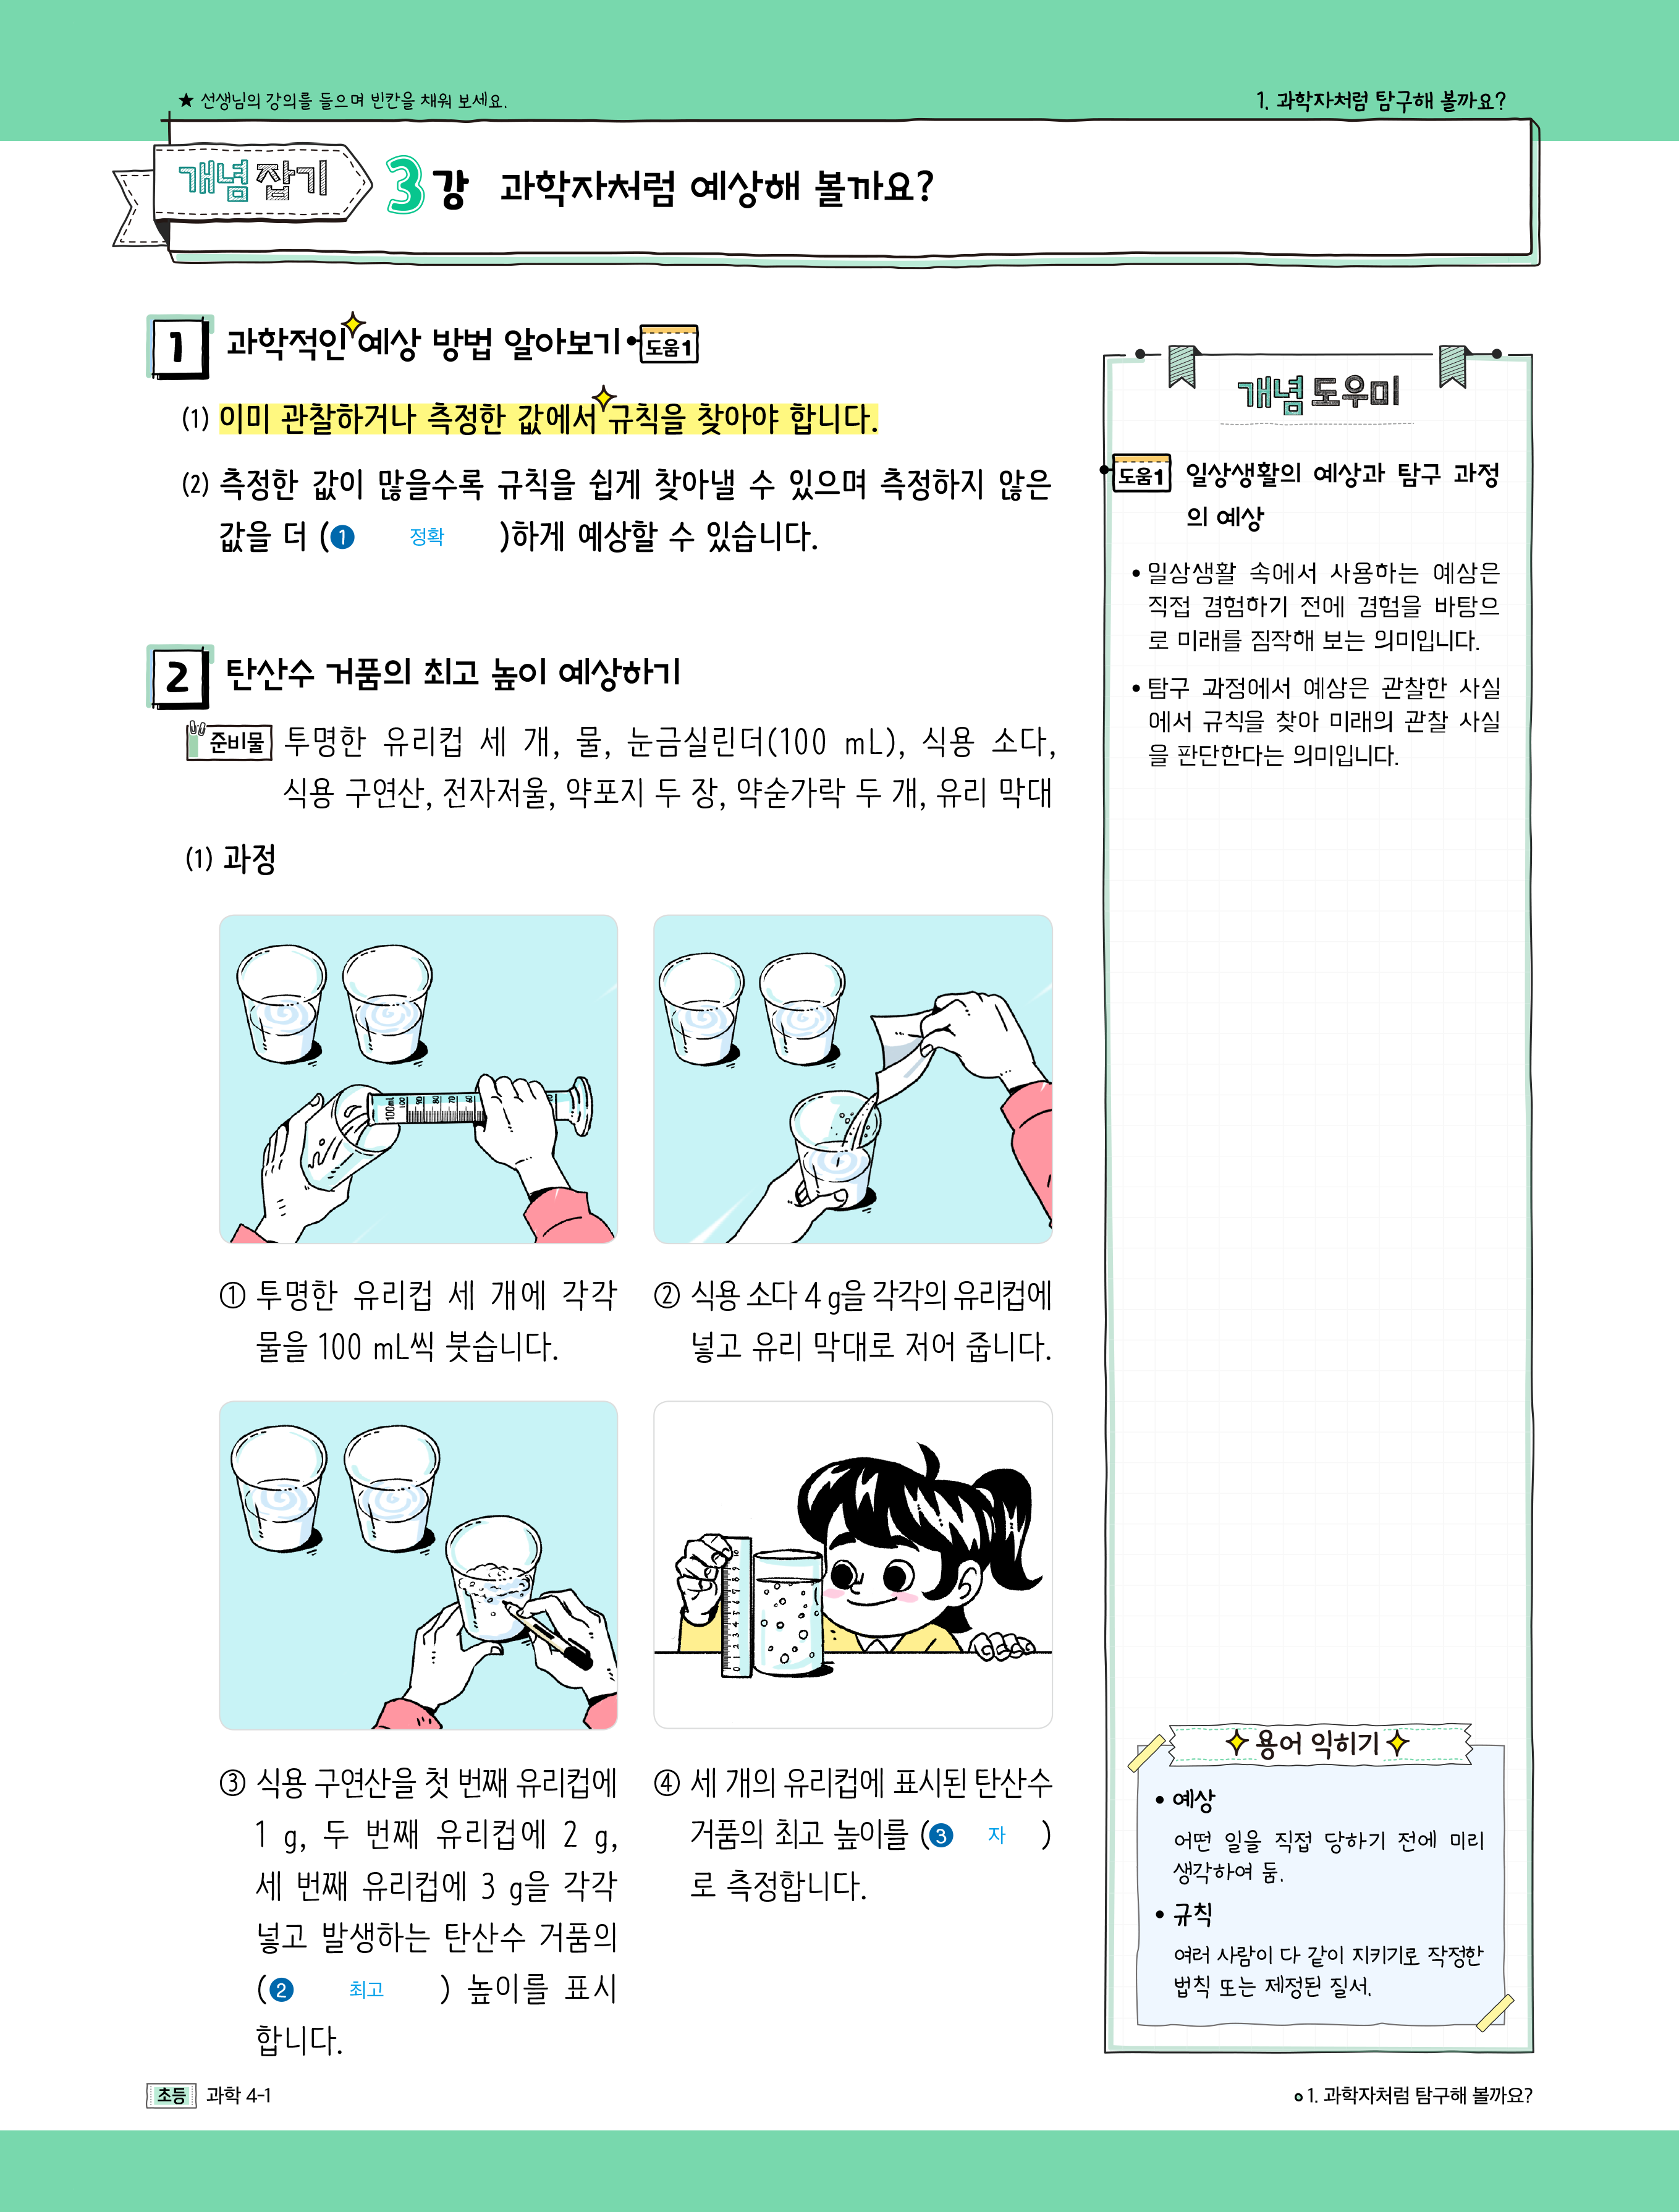 ★ 선생님의 강의를 들으며 빈칸을 채워 보세요.
1. 과학자처럼 탐구해 볼까요?
개념 잡기
3강 과학자처럼 예상해 볼까요?
1 과학적인 예상 방법 알아보기 도움1
(1) 이미 관찰하거나 측정한 값에서 규칙을 찾아야 합니다.
(2) 측정한 값이 많을수록 규칙을 쉽게 찾아낼 수 있으며 측정하지 않은
값을 더 (❶ 정확 )하게 예상할 수 있습니다.
2 탄산수 거품의 최고 높이 예상하기
준비물 투명한 유리컵 세 개, 물, 눈금실린더(100 mL), 식용 소다,
식용 구연산, 전자저울, 약포지 두 장, 약숟가락 두 개, 유리 막대
(1) 과정
100mL 100 90 80 70 60
① 투명한 유리컵 세 개에 각각
물을 100 mL씩 붓습니다.
② 식용 소다 4 g을 각각의 유리컵에
넣고 유리 막대로 저어 줍니다.
0 1 2 3 4 5 6 7 8 9 10
③ 식용 구연산을 첫 번째 유리컵에
1 g, 두 번째 유리컵에 2 g,
세 번째 유리컵에 3 g을 각각
넣고 발생하는 탄산수 거품의
(❷ 최고 ) 높이를 표시
합니다.
④ 세 개의 유리컵에 표시된 탄산수
거품의 최고 높이를 (❸ 자 )
로 측정합니다.
개념 도우미
도움1 일상생활의 예상과 탐구 과정
의 예상
• 일상생활 속에서 사용하는 예상은
직접 경험하기 전에 경험을 바탕으
로 미래를 짐작해 보는 의미입니다.
• 탐구 과정에서 예상은 관찰한 사실
에서 규칙을 찾아 미래의 관찰 사실
을 판단한다는 의미입니다.
용어 익히기
• 예상
어떤 일을 직접 당하기 전에 미리
생각하여 둠.
• 규칙
여러 사람이 다 같이 지키기로 작정한
법칙 또는 제정된 질서.
초등 과학 4-1
1. 과학자처럼 탐구해 볼까요?